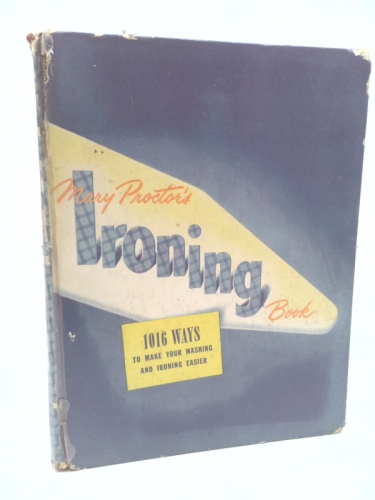 Mary Proctor's
Ironing
Book
1016 WAYS
TO MAKE YOUR WASHING
AND IRONING EASIER